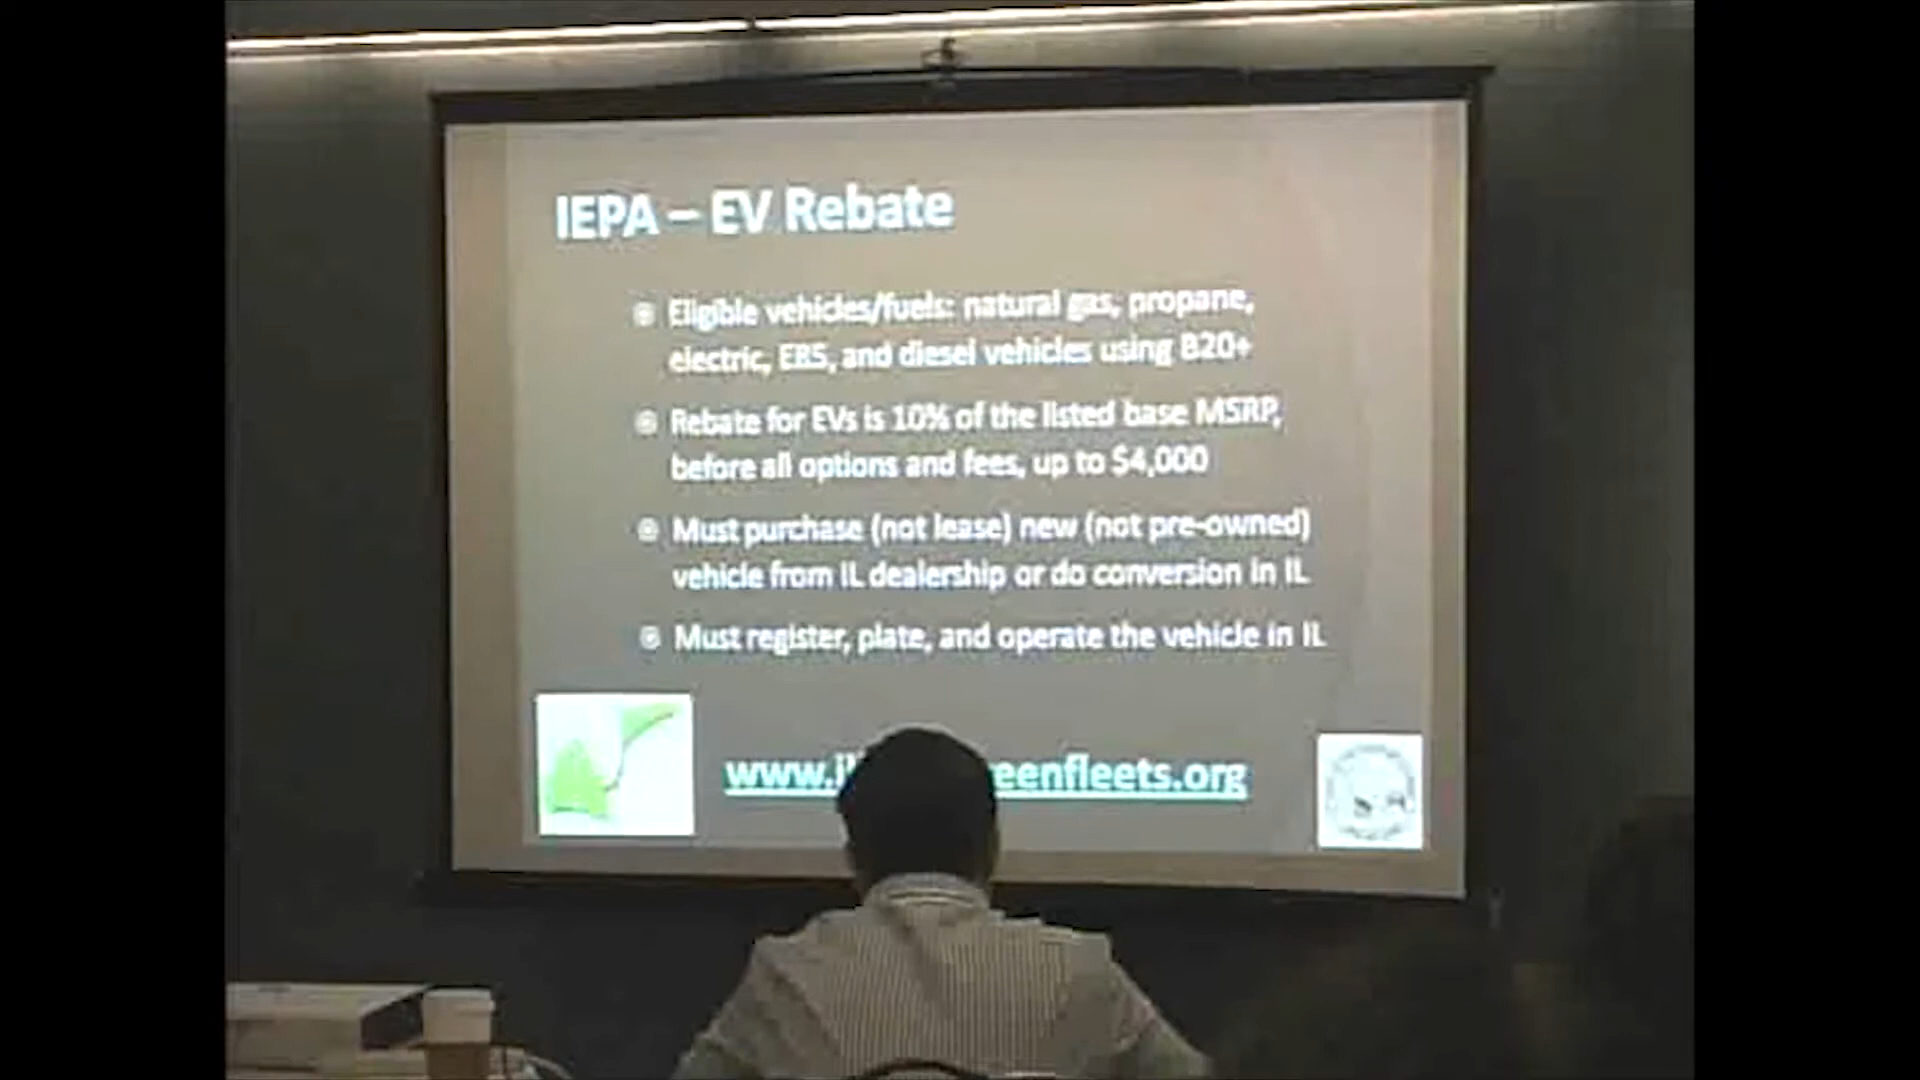 IEPA – EV Rebate
Eligible vehicles/fuels: natural gas, propane,
electric, E85, and diesel vehicles using B20+
Rebate for EVs is 10% of the listed base MSRP,
before all options and fees, up to $4,000
Must purchase (not lease) new (not pre-owned)
vehicle from IL dealership or do conversion in IL
Must register, plate, and operate the vehicle in IL